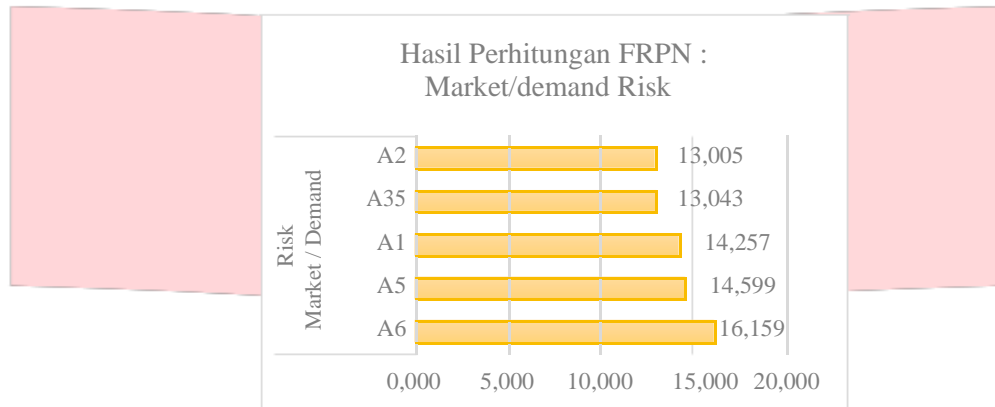 Hasil Perhitungan FRPN :
Market/demand Risk
Risk
Market / Demand
A2 13,005
A35 13,043
A1 14,257
A5 14,599
A6 16,159
0,000 5,000 10,000 15,000 20,000